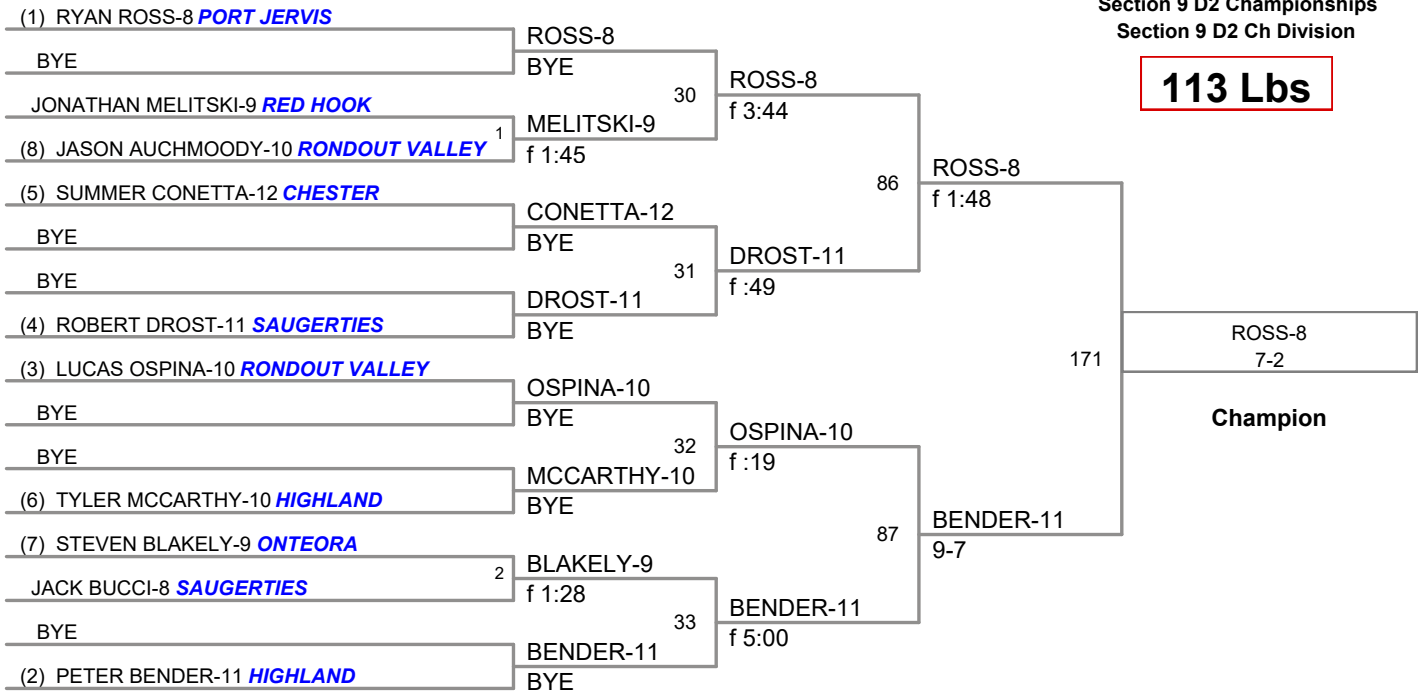 Section 9 D2 Championships
Section 9 D2 Ch Division
113 Lbs
(1) RYAN ROSS-8 PORT JERVIS
BYE
JONATHAN MELITSKI-9 RED HOOK
(8) JASON AUCHMOODY-10 RONDOUT VALLEY
(5) SUMMER CONETTA-12 CHESTER
BYE
BYE
(4) ROBERT DROST-11 SAUGERTIES
(3) LUCAS OSPINA-10 RONDOUT VALLEY
BYE
BYE
(6) TYLER MCCARTHY-10 HIGHLAND
(7) STEVEN BLAKELY-9 ONTEORA
JACK BUCCI-8 SAUGERTIES
BYE
(2) PETER BENDER-11 HIGHLAND
ROSS-8
BYE
1
MELITSKI-9
f 1:45
CONETTA-12
BYE
DROST-11
BYE
OSPINA-10
BYE
MCCARTHY-10
BYE
2
BLAKELY-9
f 1:28
BENDER-11
BYE
30
ROSS-8
f 3:44
31
DROST-11
f :49
32
OSPINA-10
f :19
33
BENDER-11
f 5:00
86
ROSS-8
f 1:48
87
BENDER-11
9-7
171
ROSS-8
7-2
Champion